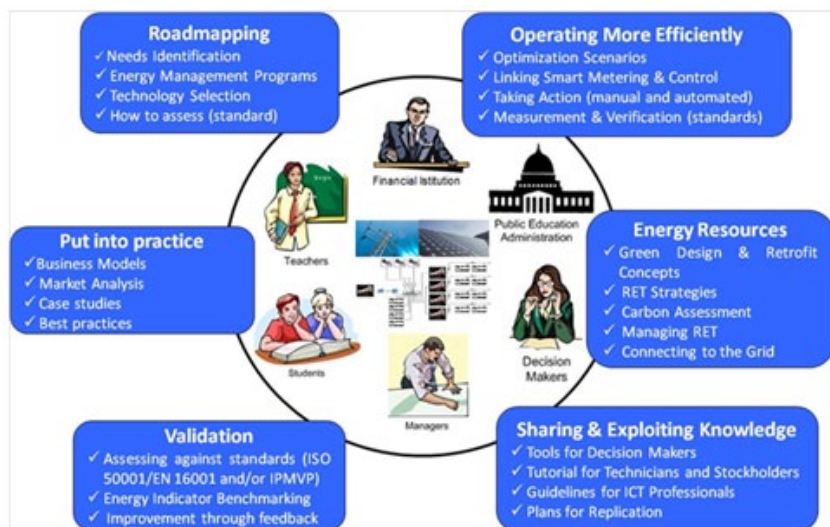 Roadmapping
✓Needs Identification
✓Energy Management Programs
✓Technology Selection
✓How to assess (standard)
Operating More Efficiently
✓Optimization Scenarios
✓Linking Smart Metering & Control
✓Taking Action (manual and automated)
✓Measurement & Verification (standards)
Financial Istitution
Teachers
Public Education
Administration
Put into practice
✓Business Models
✓Market Analysis
✓Case studies
✓Best practices
Energy Resources
✓Green Design & Retrofit
Concepts
✓RET Strategies
✓Carbon Assessment
✓Managing RET
✓Connecting to the Grid
Students
Decision
Makers
Managers
Validation
✓Assessing against standards (ISO
50001/EN 16001 and/or IPMVP)
✓Energy Indicator Benchmarking
✓Improvement through feedback
Sharing & Exploiting Knowledge
✓Tools for Decision Makers
✓Tutorial for Technicians and Stockholders
✓Guidelines for ICT Professionals
✓Plans for Replication